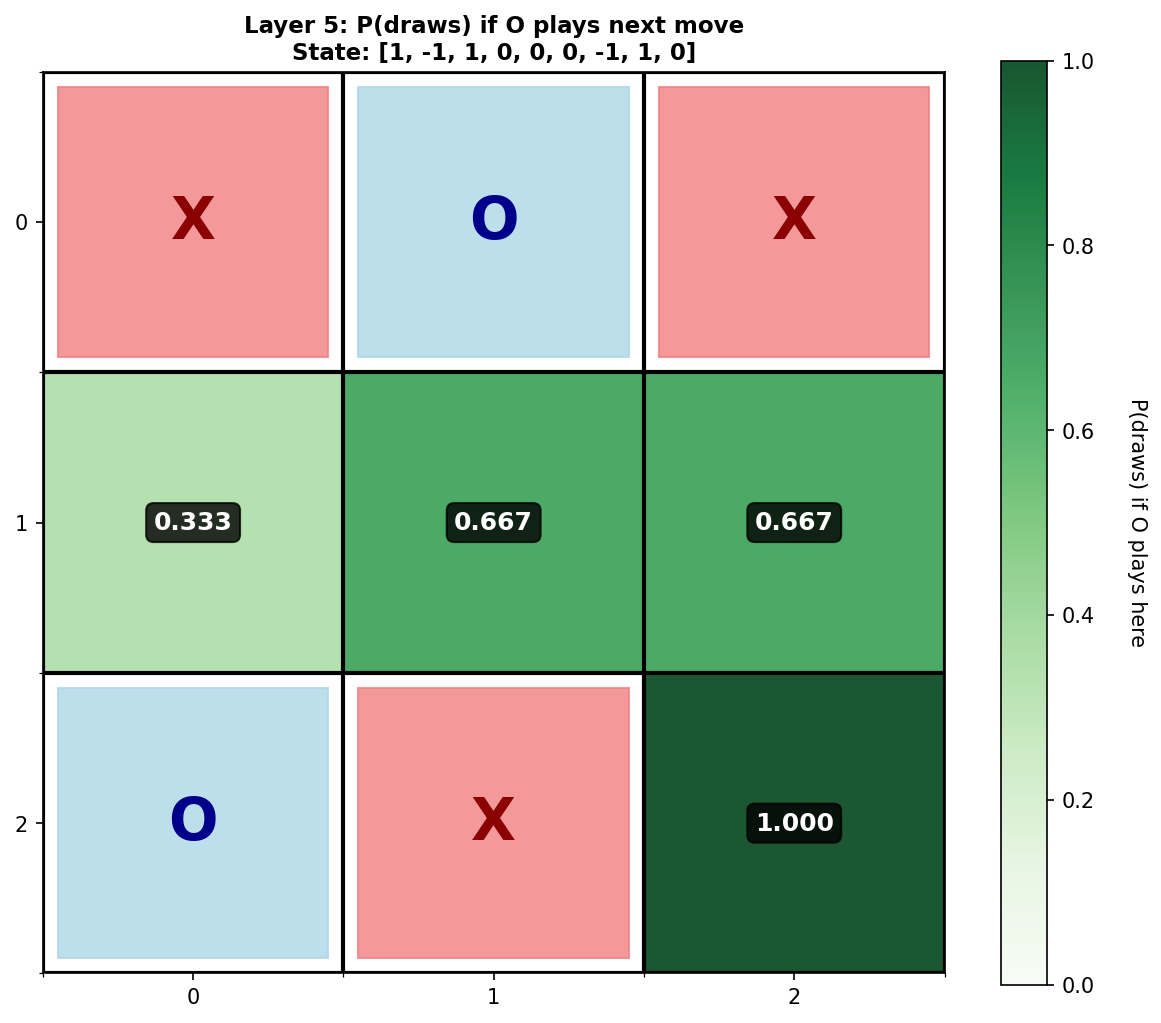 Layer 5: P(draws) if O plays next move
State: [1, -1, 1, 0, 0, 0, -1, 1, 0]
1.0
0.8
0.6
0.4
0.2
0.0
P(draws) if O plays here
0
X
O
X
1
0.333
0.667
0.667
2
O
X
1.000
0
1
2